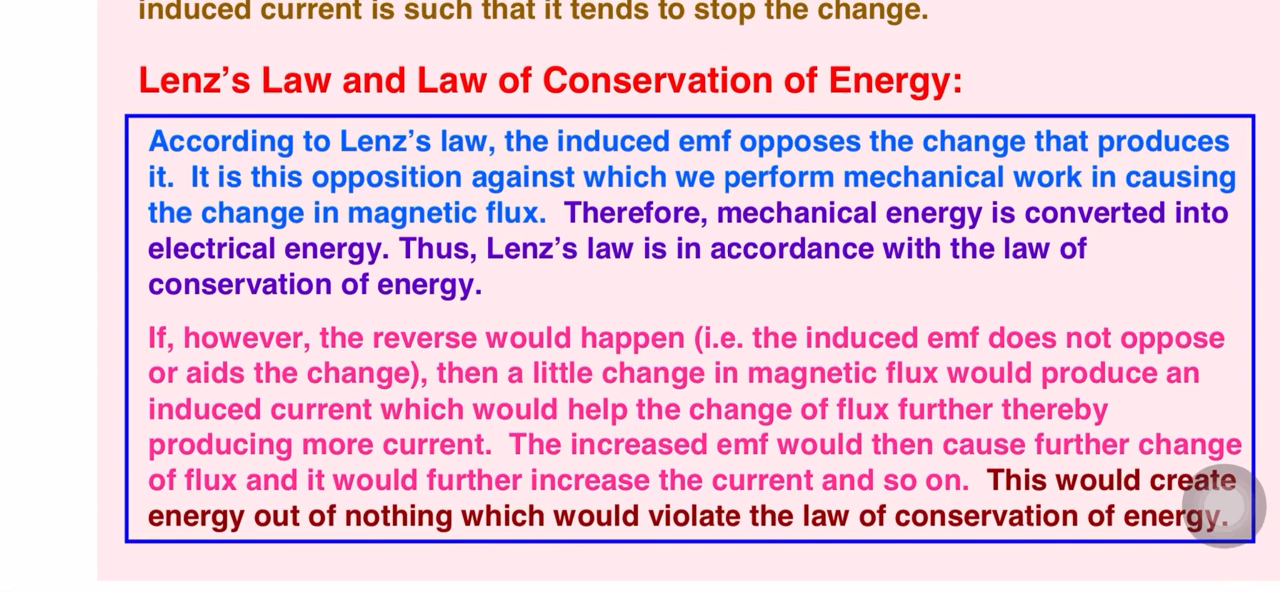 induced current is such that it tends to stop the change.
Lenz’s Law and Law of Conservation of Energy:
According to Lenz’s law, the induced emf opposes the change that produces
it. It is this opposition against which we perform mechanical work in causing
the change in magnetic flux. Therefore, mechanical energy is converted into
electrical energy. Thus, Lenz’s law is in accordance with the law of
conservation of energy.
If, however, the reverse would happen (i.e. the induced emf does not oppose
or aids the change), then a little change in magnetic flux would produce an
induced current which would help the change of flux further thereby
producing more current. The increased emf would then cause further change
of flux and it would further increase the current and so on. This would create
energy out of nothing which would violate the law of conservation of energy.